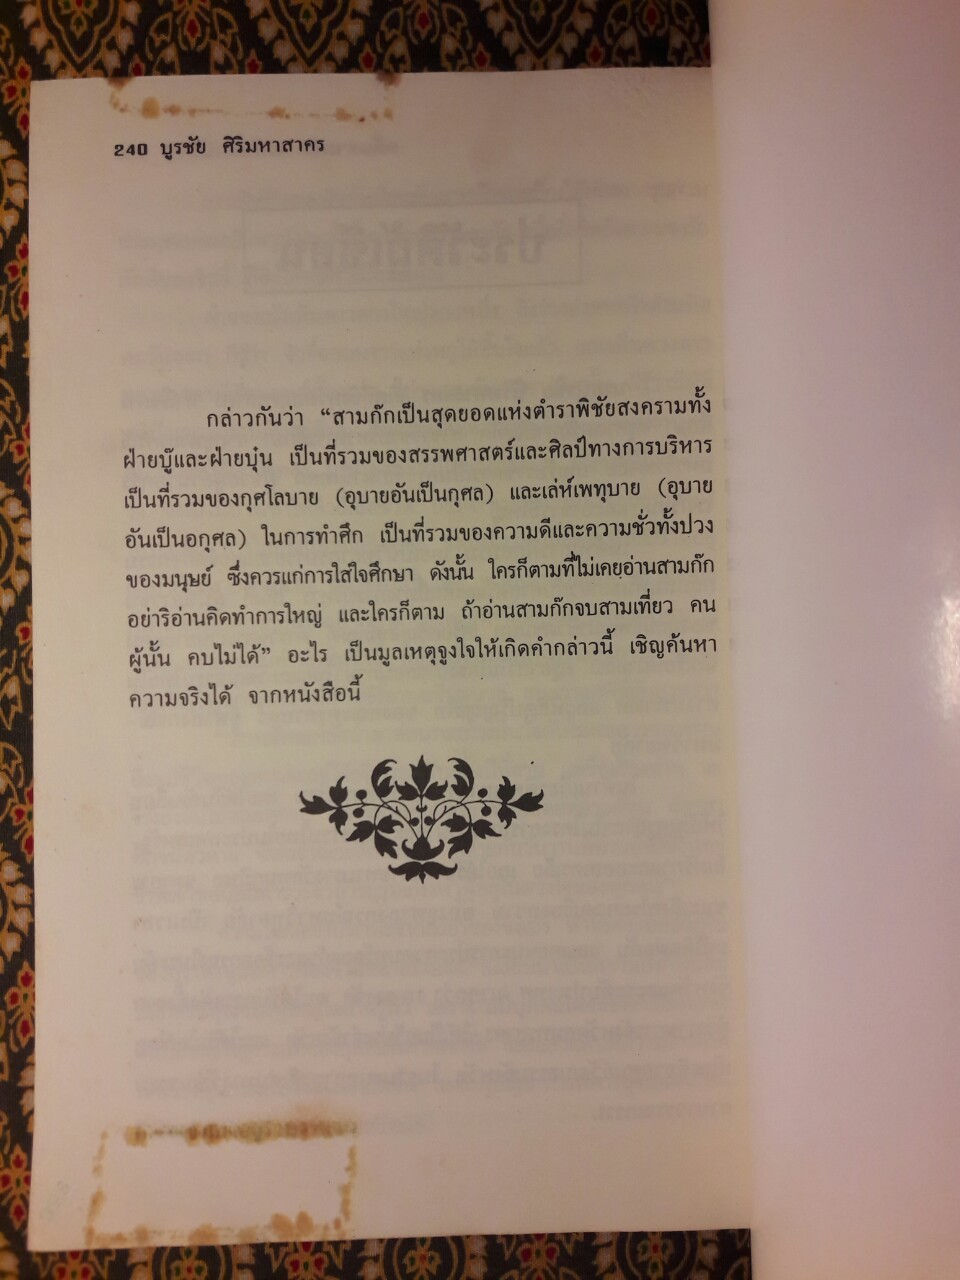 240 บูรชัย ศิริมหาสาคร
กล่าวกันว่า “สามก๊กเป็นสุดยอดแห่งตำราพิชัยสงครามทั้ง
ฝ่ายบู๊และฝ่ายบุ๋น เป็นที่รวมของสรรพศาสตร์และศิลป์ทางการบริหาร
เป็นที่รวมของกุศโลบาย (อุบายอันเป็นกุศล) และเล่ห์เพทุบาย (อุบาย
อันเป็นอกุศล) ในการทำศึก เป็นที่รวมของความดีและความชั่วทั้งปวง
ของมนุษย์ ซึ่งควรแก่การใส่ใจศึกษา ดังนั้น ใครก็ตามที่ไม่เคยอ่านสามก๊ก
อย่าริอ่านคิดทำการใหญ่ และใครก็ตาม ถ้าอ่านสามก๊กจบสามเที่ยว คน
ผู้นั้น คบไม่ได้” อะไร เป็นมูลเหตุจูงใจให้เกิดคำกล่าวนี้ เชิญค้นหา
ความจริงได้ จากหนังสือนี้